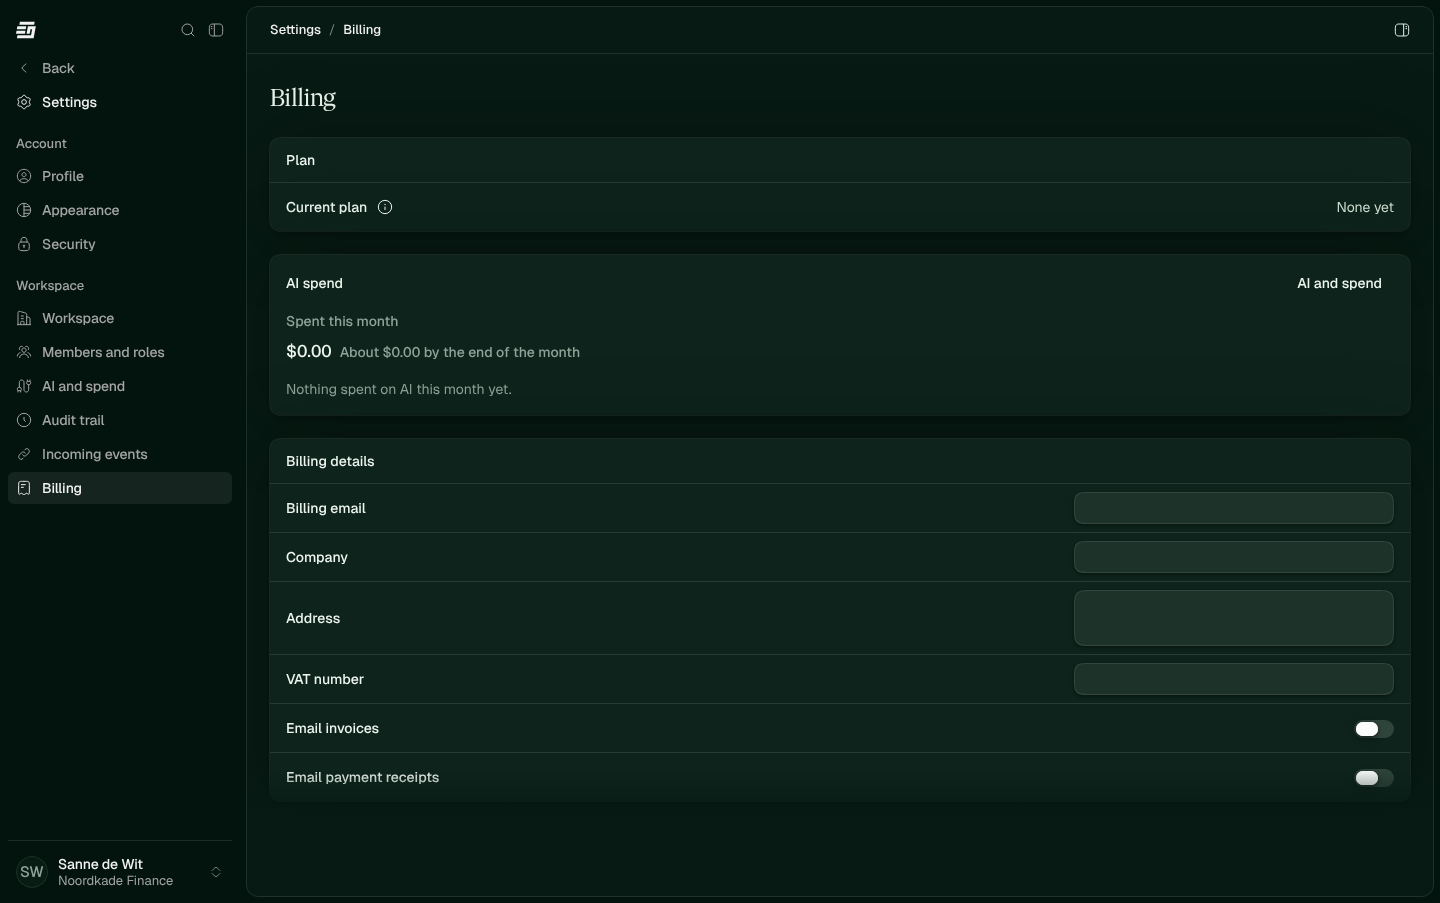 Settings / Billing
Back
Settings
Account
Profile
Appearance
Security
Workspace
Workspace
Members and roles
AI and spend
Audit trail
Incoming events
Billing
SW
Sanne de Wit
Noordkade Finance
Billing
Plan
Current plan
None yet
AI spend
AI and spend
Spent this month
$0.00 About $0.00 by the end of the month
Nothing spent on AI this month yet.
Billing details
Billing email
Company
Address
VAT number
Email invoices
Email payment receipts